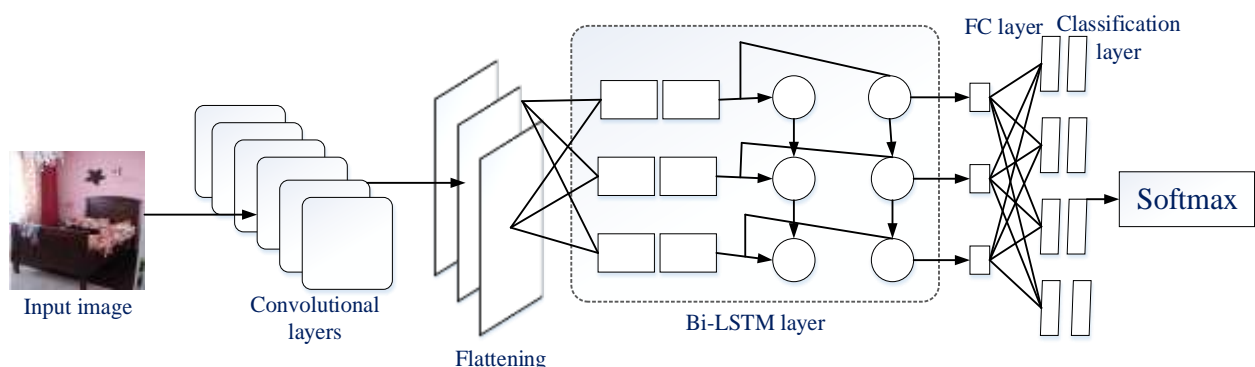 FC layer
Classification
layer
Softmax
Input image
Convolutional
layers
Bi-LSTM layer
Flattening